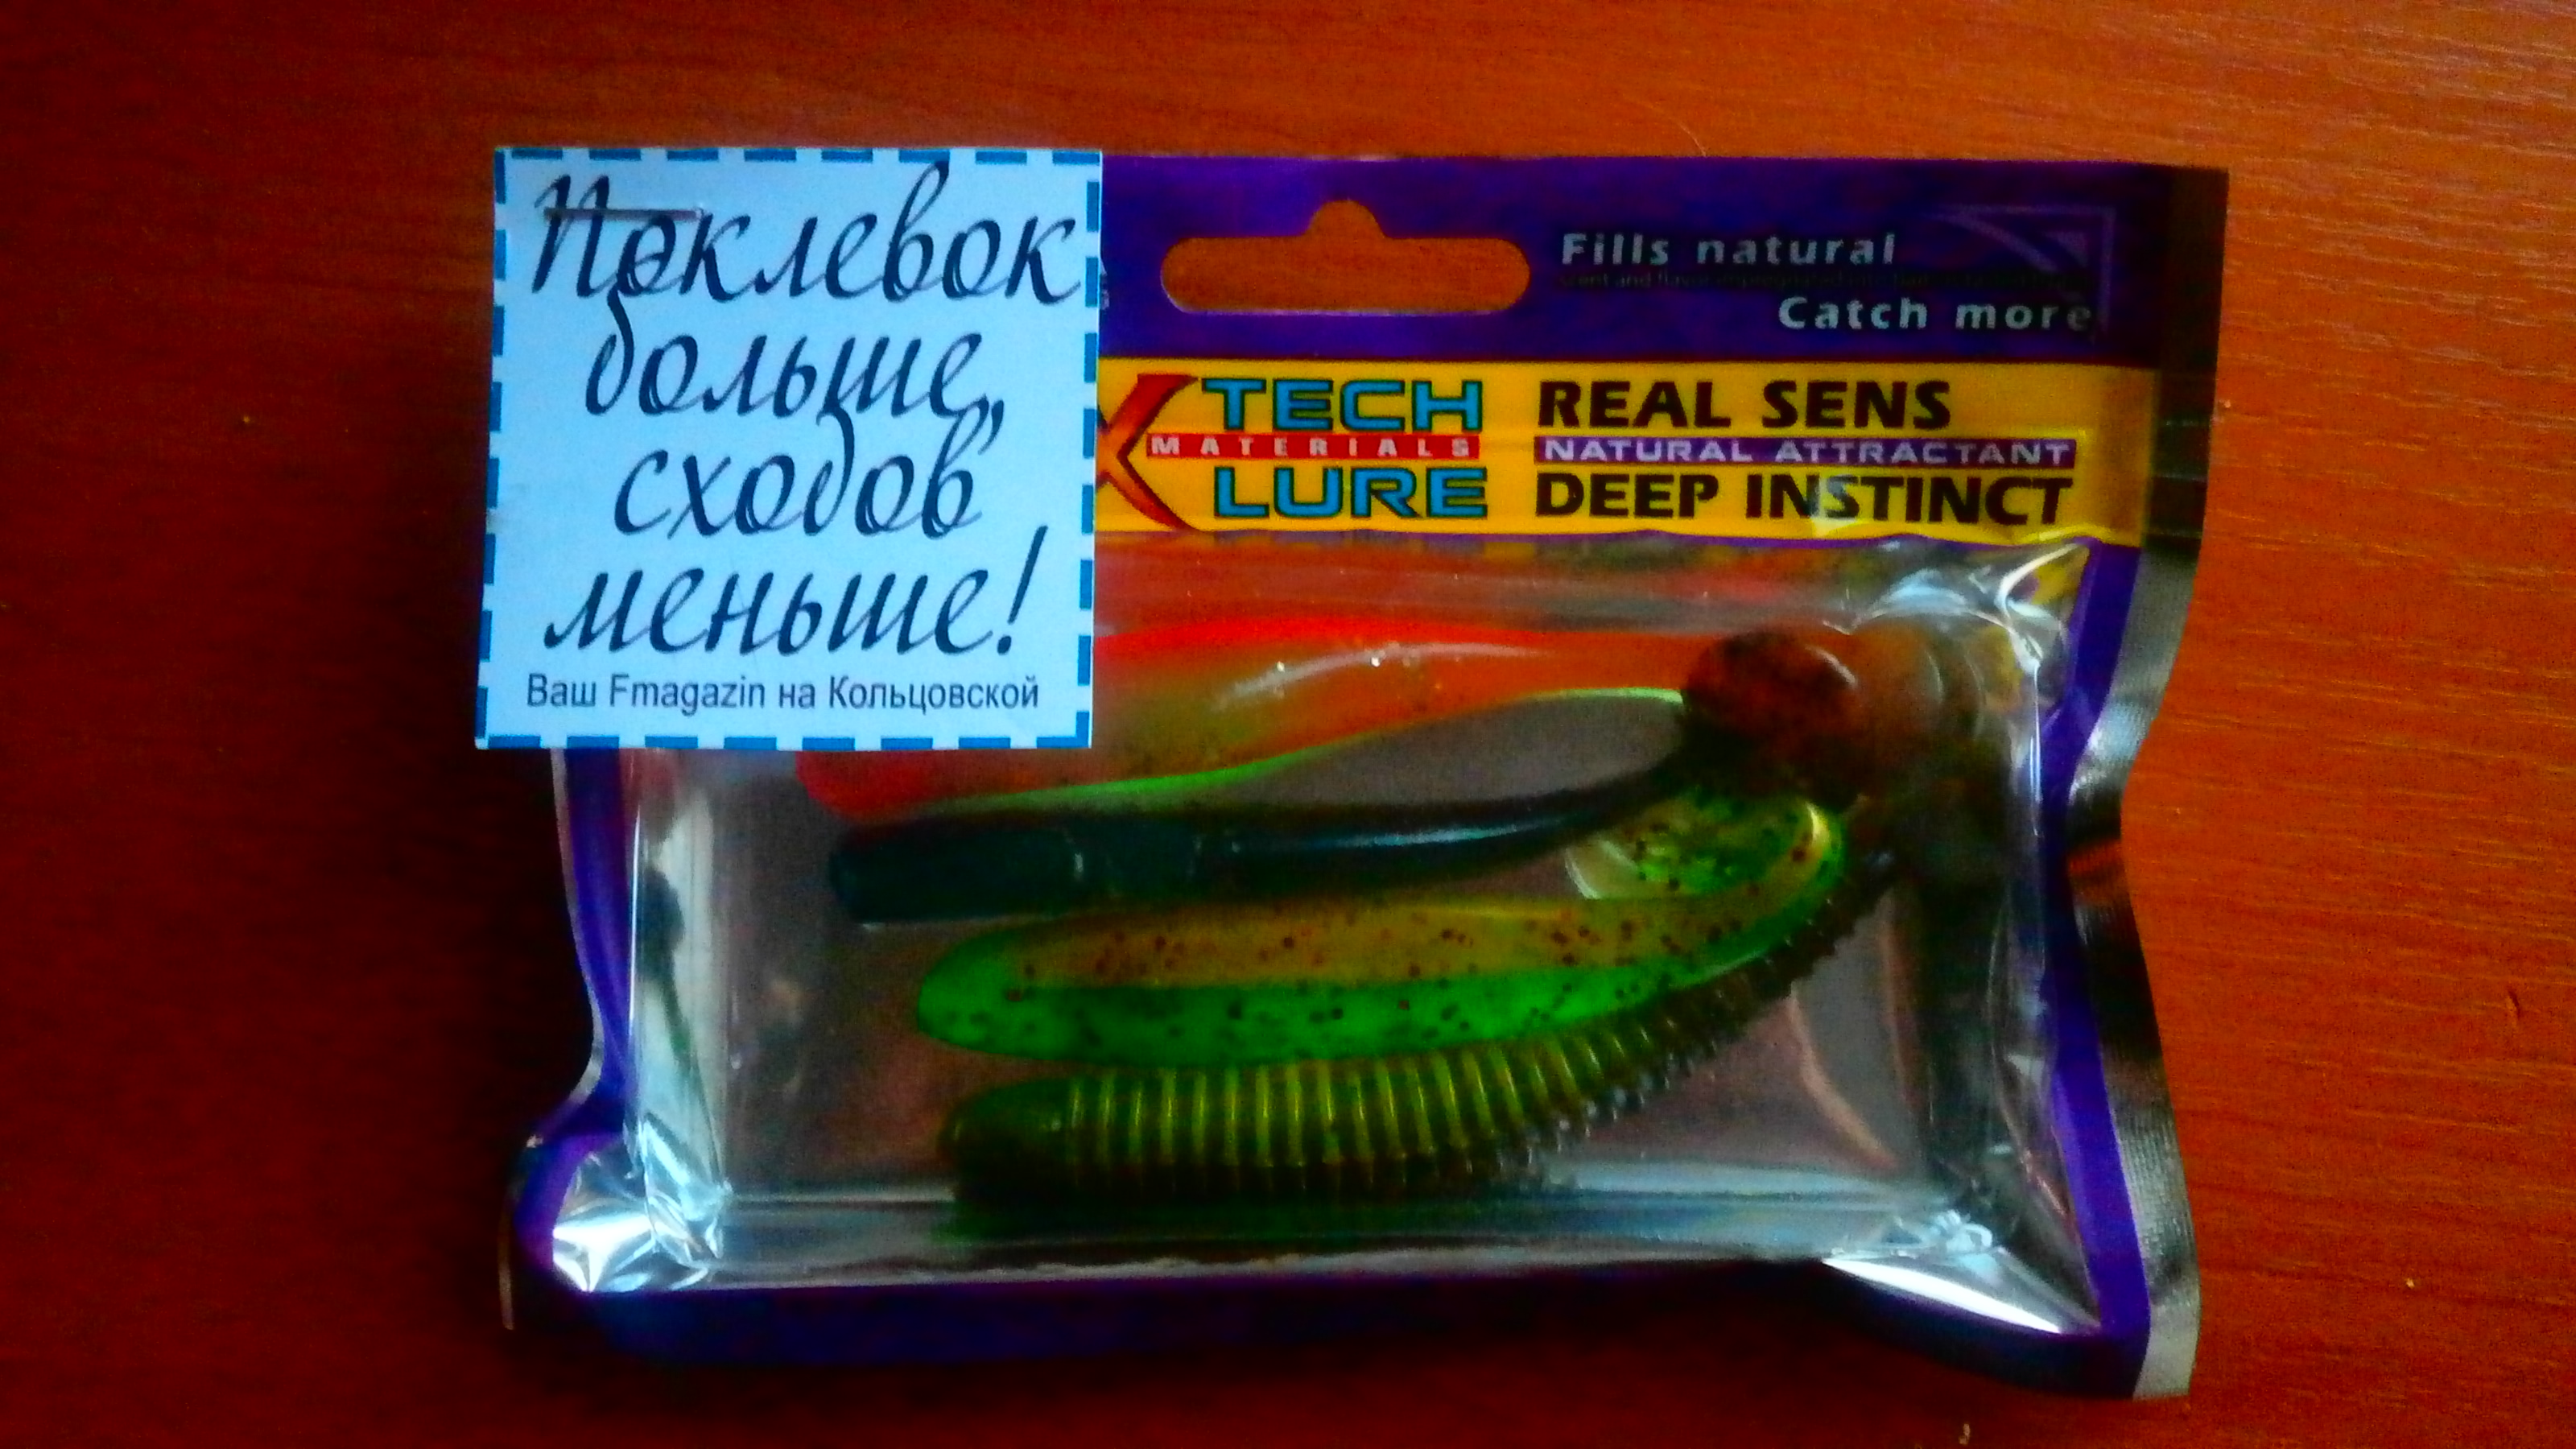 Поклевок
больше,
сходов
меньше!
Ваш Fmagazin на Кольцовской
Fills natural
Catch more
X TECH
MATERIALS
LURE
REAL SENS
NATURAL ATTRACTANT
DEEP INSTINCT